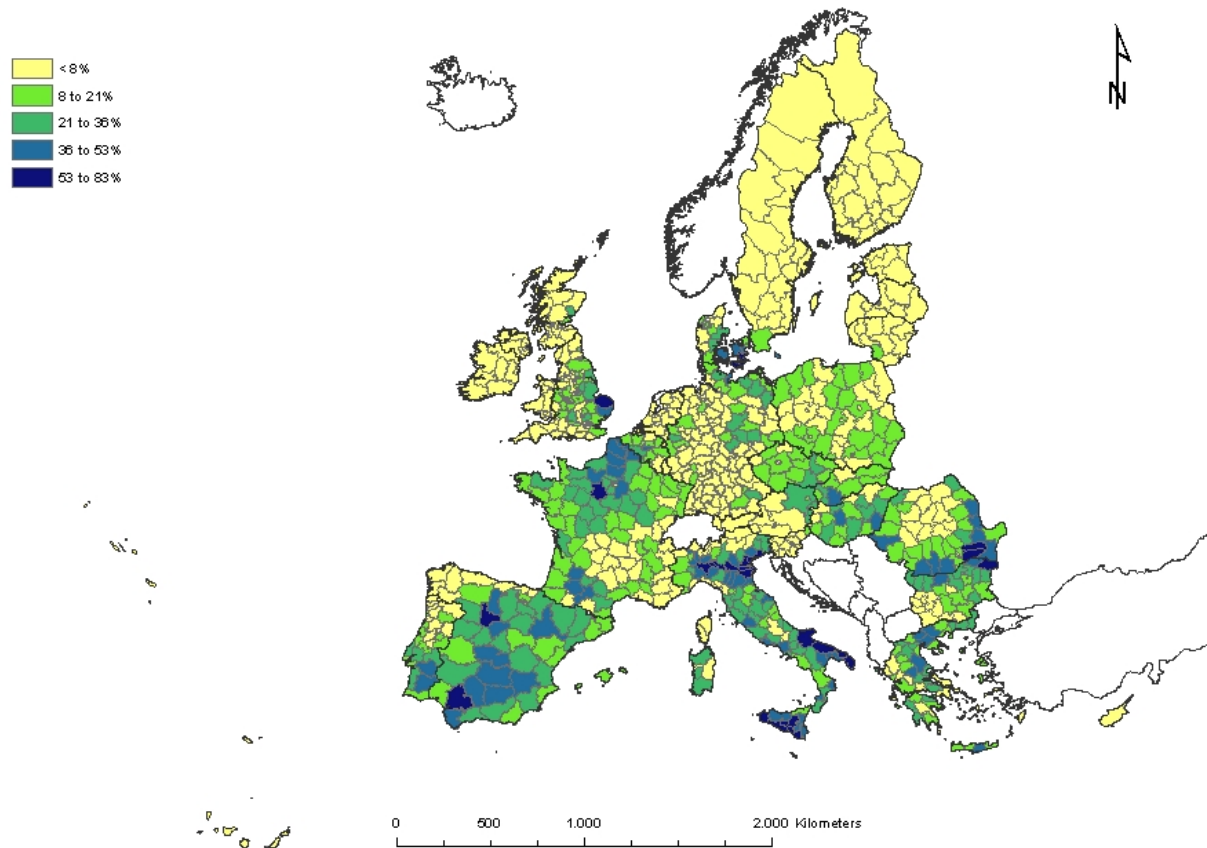 < 8%
8 to 21%
21 to 36%
36 to 53%
53 to 83%
N
0 500 1.000 2.000 Kilometers